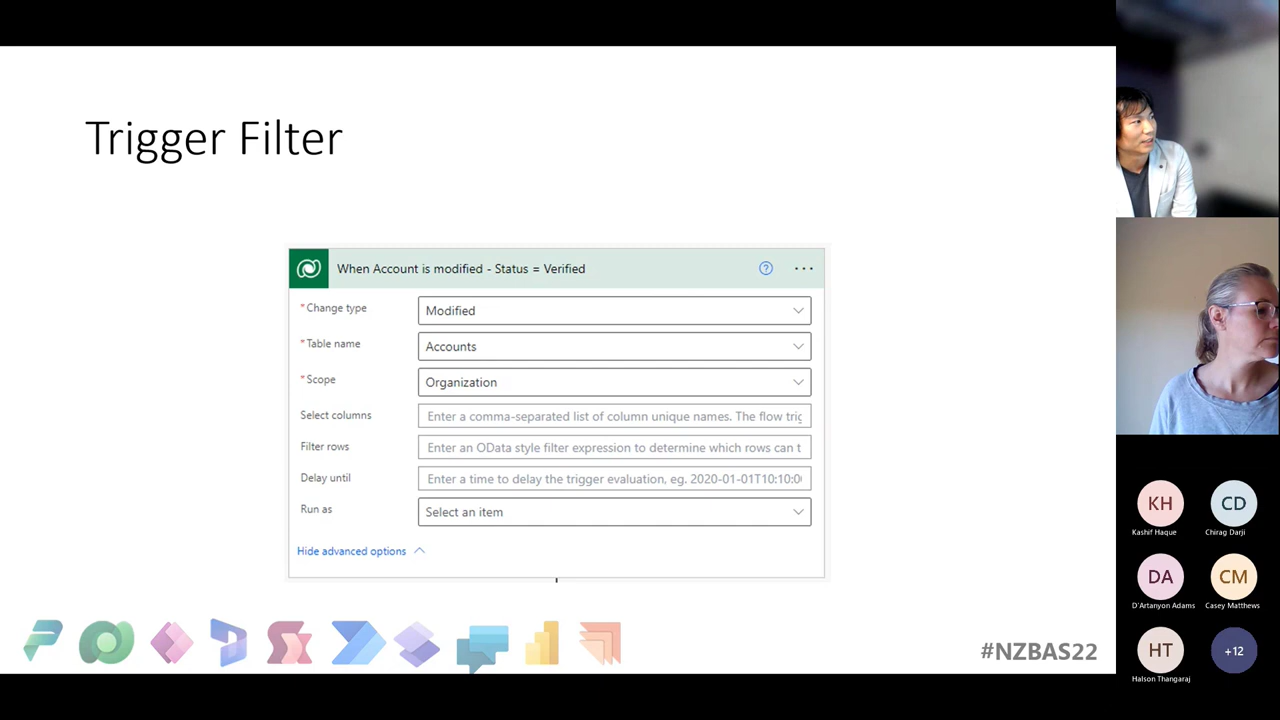 Trigger Filter
When Account is modified - Status = Verified
?
* Change type
Modified
* Table name
Accounts
* Scope
Organization
Select columns
Enter a comma-separated list of column unique names. The flow trig
Filter rows
Enter an OData style filter expression to determine which rows can t
Delay until
Enter a time to delay the trigger evaluation, eg. 2020-01-01T10:10:0
Run as
Select an item
Hide advanced options
#NZBAS22
KH
Kashif Haque
CD
Chirag Darji
DA
D'Artanyon Adams
CM
Casey Matthews
HT
Halson Thangaraj
+12